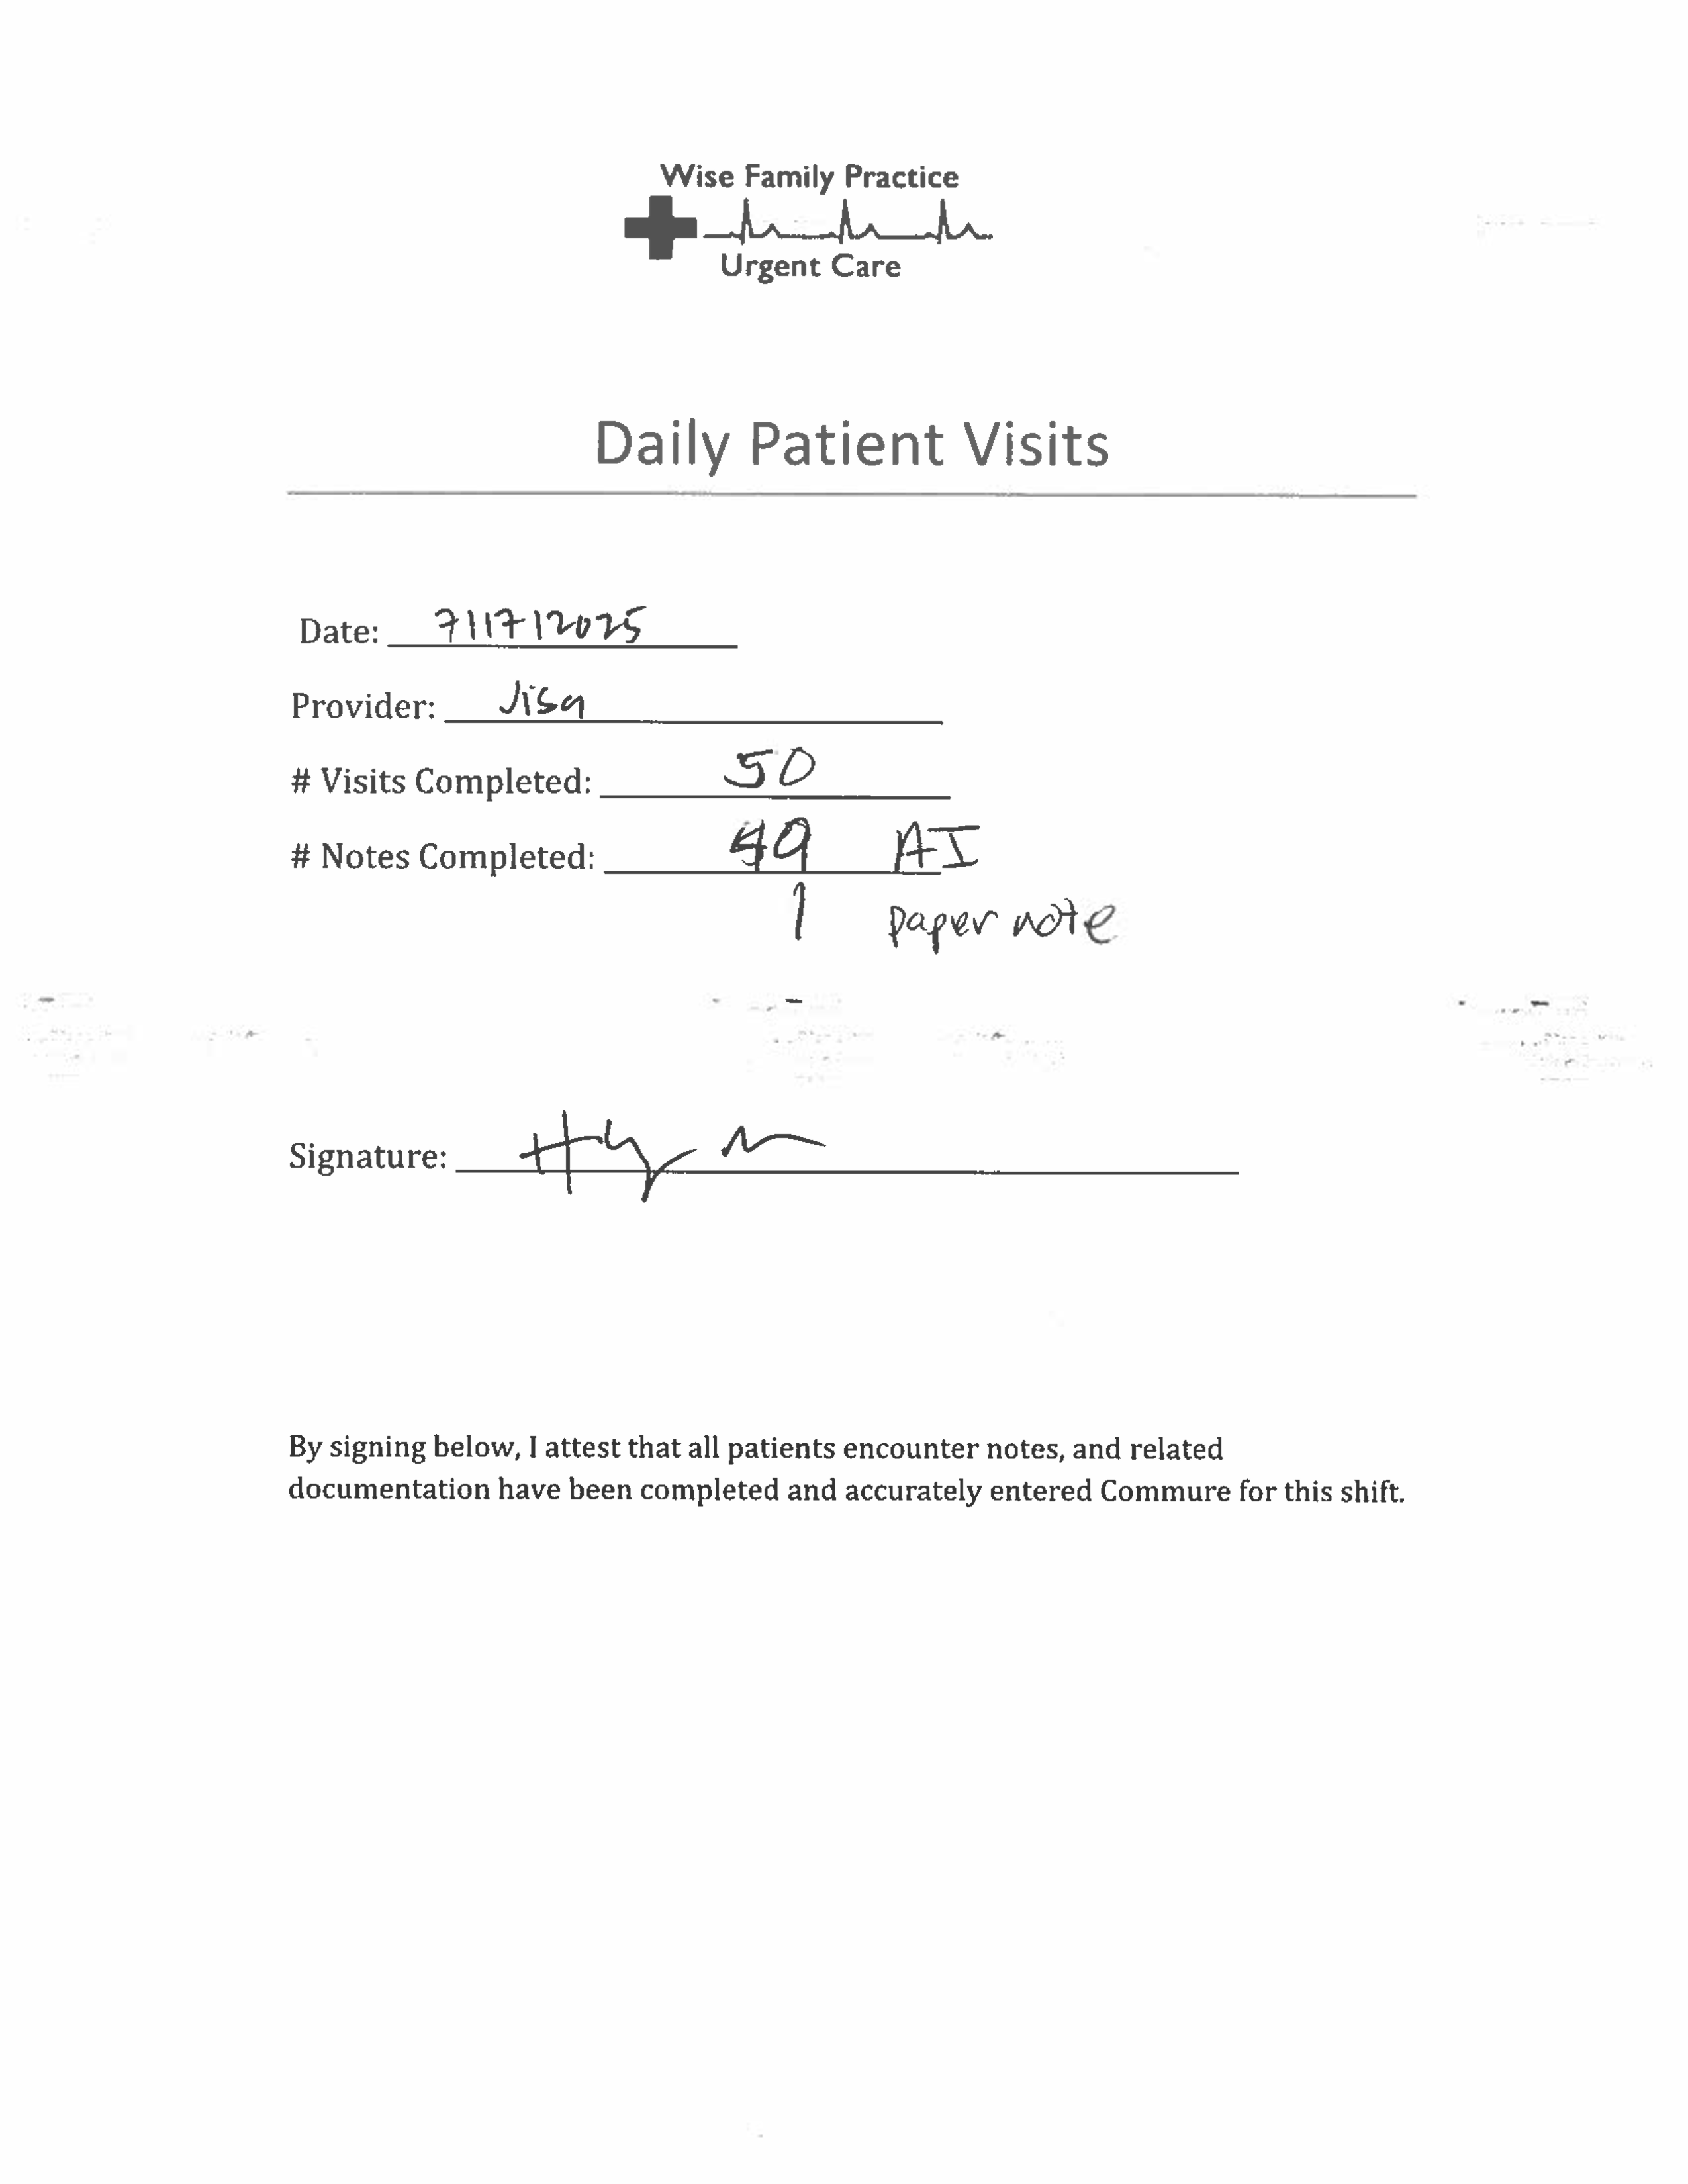 Wise Family Practice
Urgent Care
Daily Patient Visits
Date: 7/17/2025
Provider: Jisa
# Visits Completed: 50
# Notes Completed: 49 AI
1 paper note
Signature:
By signing below, I attest that all patients encounter notes, and related
documentation have been completed and accurately entered Commure for this shift.